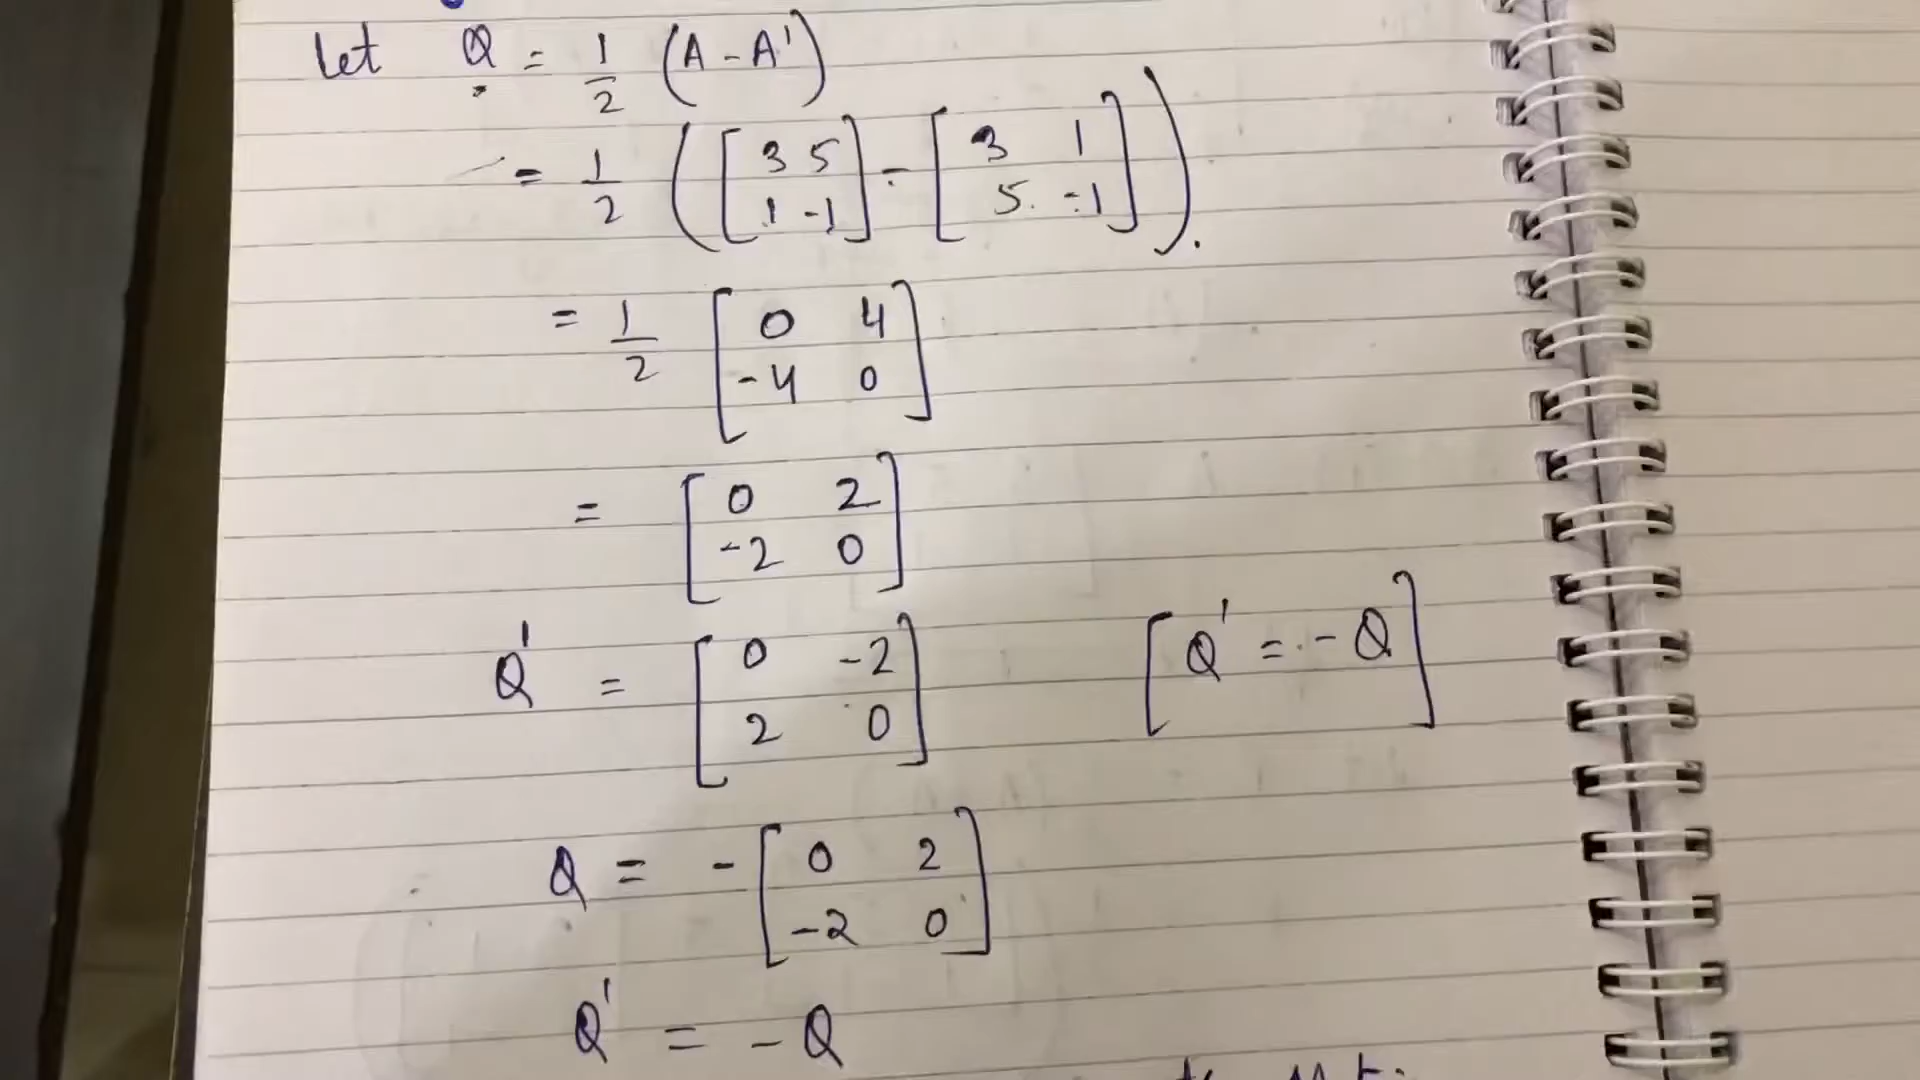 Let Q = 1/2 (A - A')
= 1/2 ([3 5; 1 -1] - [3 1; 5 -1]).
= 1/2 [0 4; -4 0]
= [0 2; -2 0]
Q' = [0 -2; 2 0] [Q' = - Q]
Q = - [0 2; -2 0]
Q' = - Q